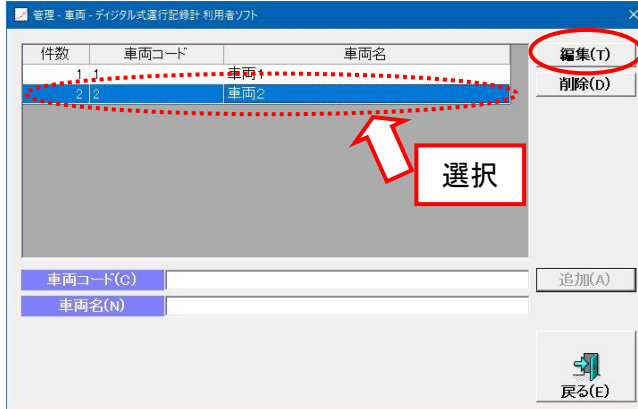 管理 - 車両 - ディジタル式運行記録計 利用者ソフト
件数 車両コード 車両名
1 1 車両1
2 2 車両2
編集(T)
削除(D)
選択
車両コード(C)
追加(A)
車両名(N)
戻る(E)